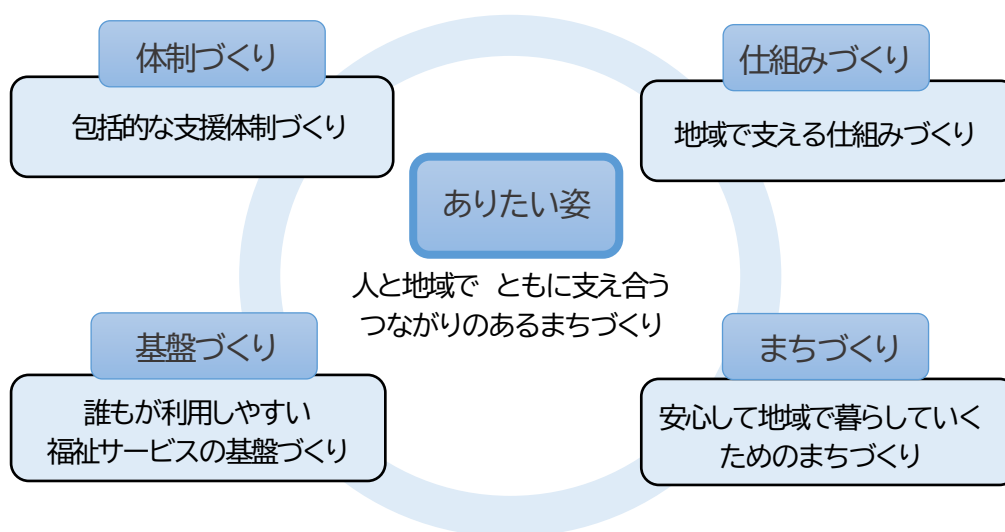 体制づくり
包括的な支援体制づくり
仕組みづくり
地域で支える仕組みづくり
ありたい姿
人と地域で ともに支え合う
つながりのあるまちづくり
基盤づくり
誰もが利用しやすい
福祉サービスの基盤づくり
まちづくり
安心して地域で暮らしていく
ためのまちづくり